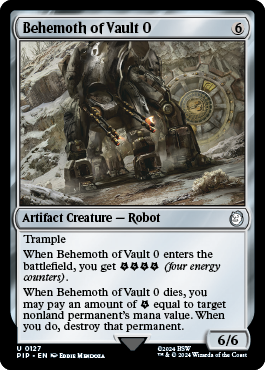 Behemoth of Vault 0 6
Artifact Creature — Robot
Trample
When Behemoth of Vault 0 enters the
battlefield, you get (four energy
counters).
When Behemoth of Vault 0 dies, you
may pay an amount of equal to target
nonland permanent's mana value. When
you do, destroy that permanent.
6/6
U 0127
PIP • EN Eddie Mendoza
©2024 BSW
™ & © 2024 Wizards of the Coast